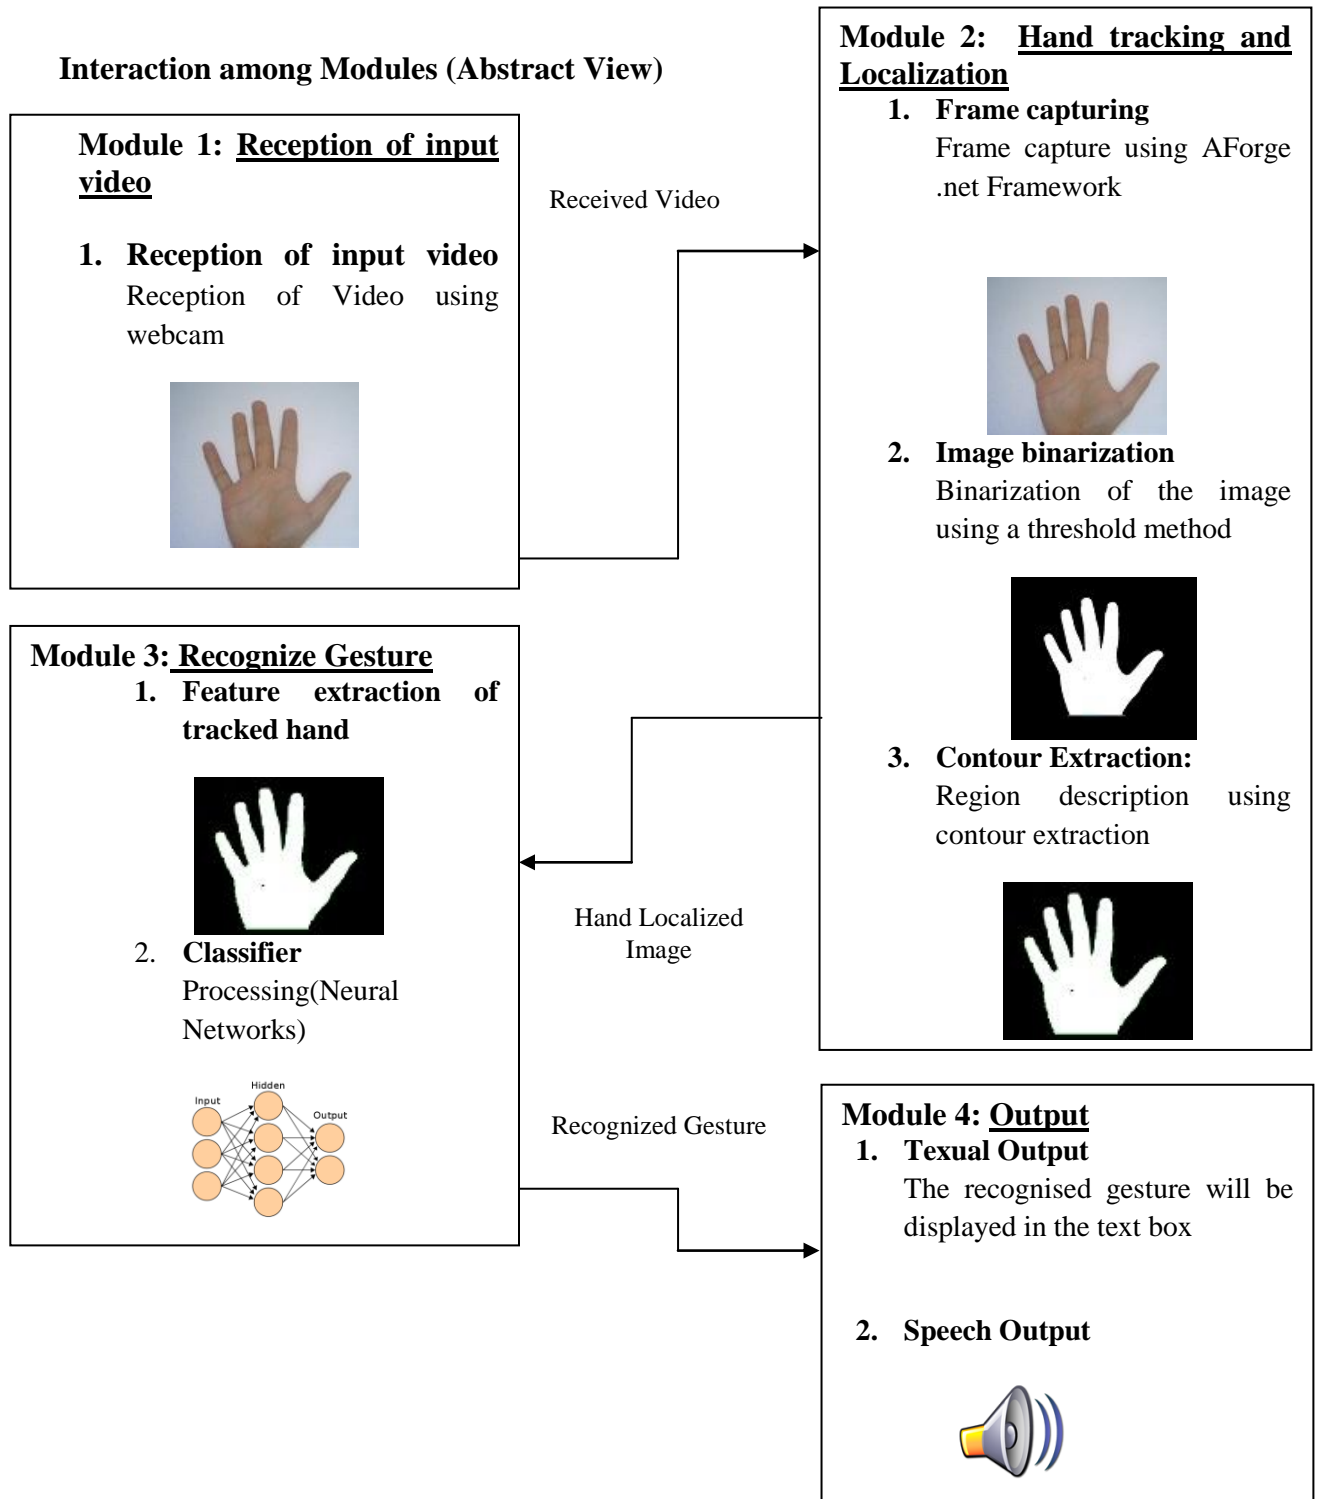 Interaction among Modules (Abstract View)
Module 1: Reception of input
video
1. Reception of input video
Reception of Video using
webcam
Received Video
Module 2: Hand tracking and
Localization
1. Frame capturing
Frame capture using AForge
.net Framework
2. Image binarization
Binarization of the image
using a threshold method
3. Contour Extraction:
Region description using
contour extraction
Hand Localized
Image
Module 3: Recognize Gesture
1. Feature extraction of
tracked hand
2. Classifier
Processing(Neural
Networks)
Hidden
Input
Output
Recognized Gesture
Module 4: Output
1. Texual Output
The recognised gesture will be
displayed in the text box
2. Speech Output